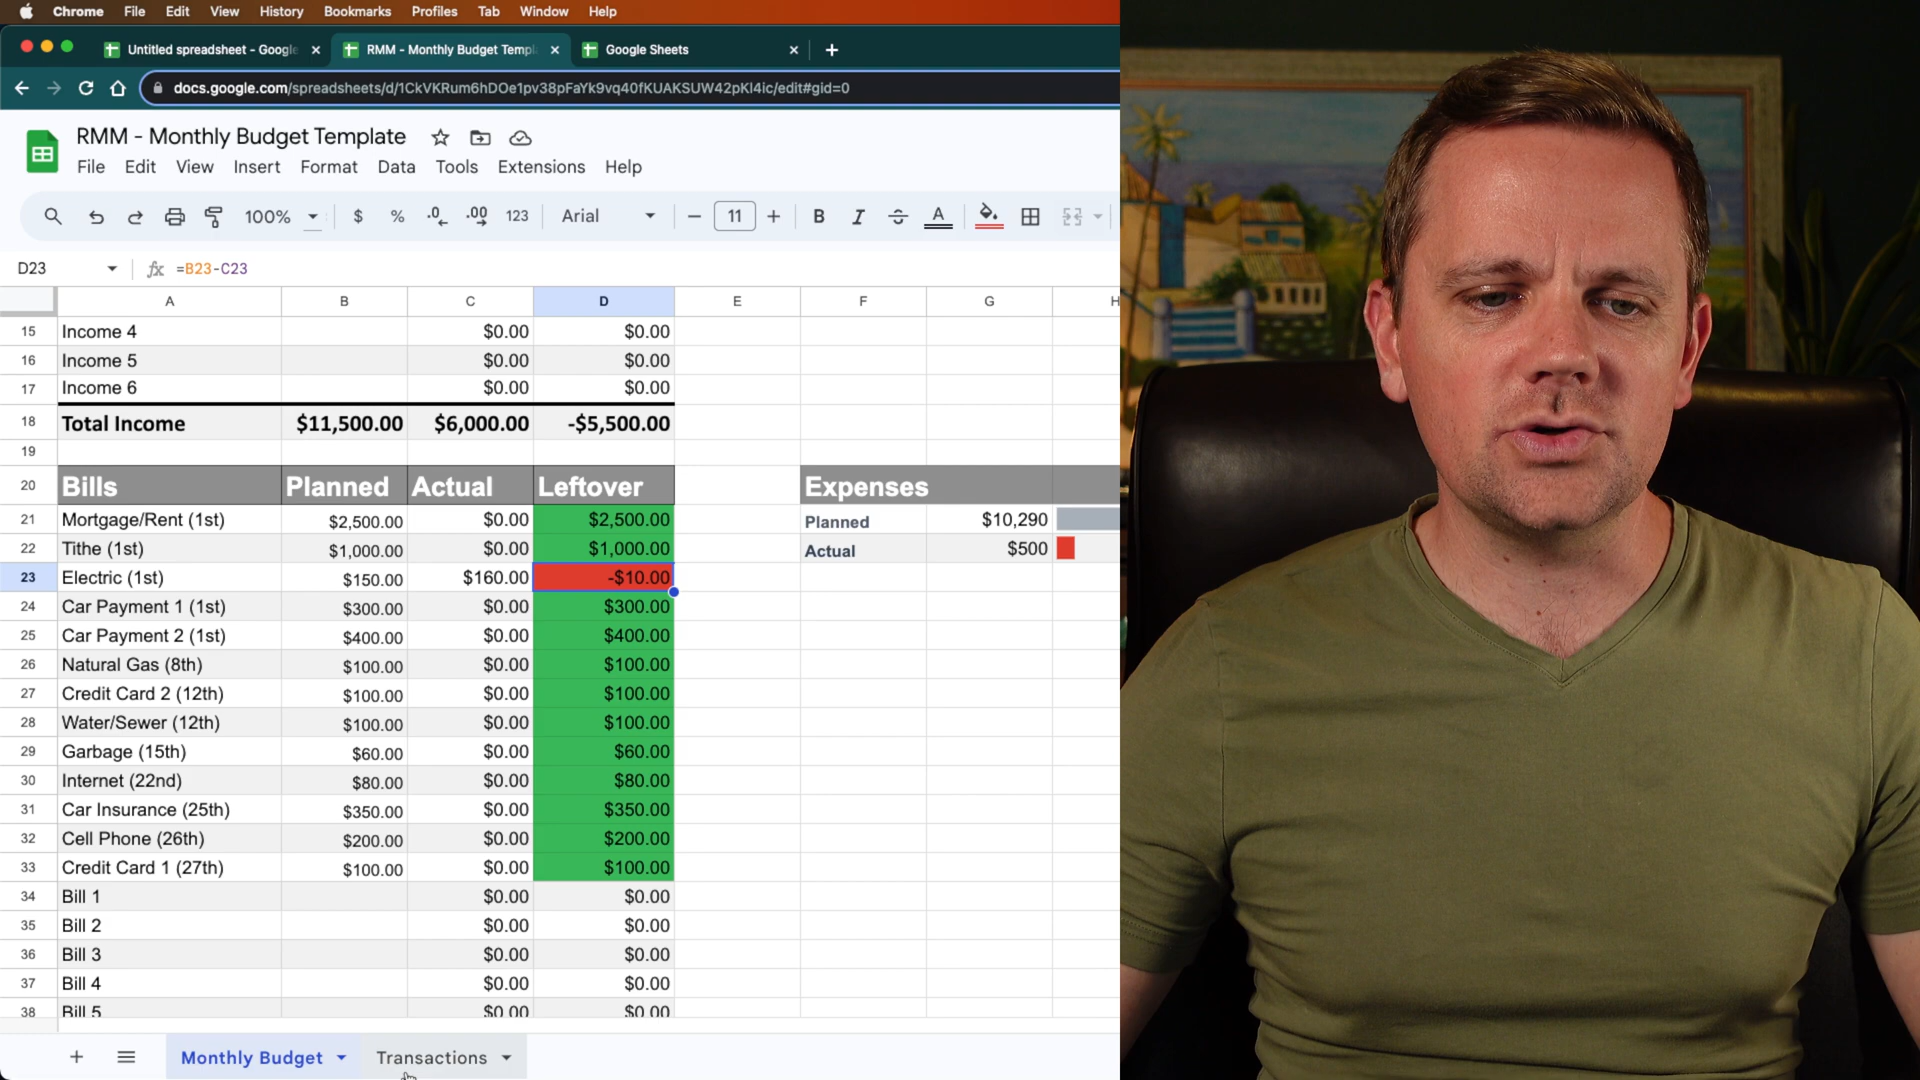 Chrome File Edit View History Bookmarks Profiles Tab Window Help
Untitled spreadsheet - Google RMM - Monthly Budget Templ Google Sheets
docs.google.com/spreadsheets/d/1CkVKRum6hDOe1pv38pFaYk9vq40fKUAKSUW42pKl4ic/edit#gid=0
RMM - Monthly Budget Template
File Edit View Insert Format Data Tools Extensions Help
100% $ % .0 .00 123 Arial 11 B I S A
D23 fx =B23-C23
A B C D E F G H
15 Income 4 $0.00 $0.00
16 Income 5 $0.00 $0.00
17 Income 6 $0.00 $0.00
18 Total Income $11,500.00 $6,000.00 -$5,500.00
19
20 Bills Planned Actual Leftover Expenses
21 Mortgage/Rent (1st) $2,500.00 $0.00 $2,500.00 Planned $10,290
22 Tithe (1st) $1,000.00 $0.00 $1,000.00 Actual $500
23 Electric (1st) $150.00 $160.00 -$10.00
24 Car Payment 1 (1st) $300.00 $0.00 $300.00
25 Car Payment 2 (1st) $400.00 $0.00 $400.00
26 Natural Gas (8th) $100.00 $0.00 $100.00
27 Credit Card 2 (12th) $100.00 $0.00 $100.00
28 Water/Sewer (12th) $100.00 $0.00 $100.00
29 Garbage (15th) $60.00 $0.00 $60.00
30 Internet (22nd) $80.00 $0.00 $80.00
31 Car Insurance (25th) $350.00 $0.00 $350.00
32 Cell Phone (26th) $200.00 $0.00 $200.00
33 Credit Card 1 (27th) $100.00 $0.00 $100.00
34 Bill 1 $0.00 $0.00
35 Bill 2 $0.00 $0.00
36 Bill 3 $0.00 $0.00
37 Bill 4 $0.00 $0.00
38 Bill 5 $0.00 $0.00
Monthly Budget Transactions